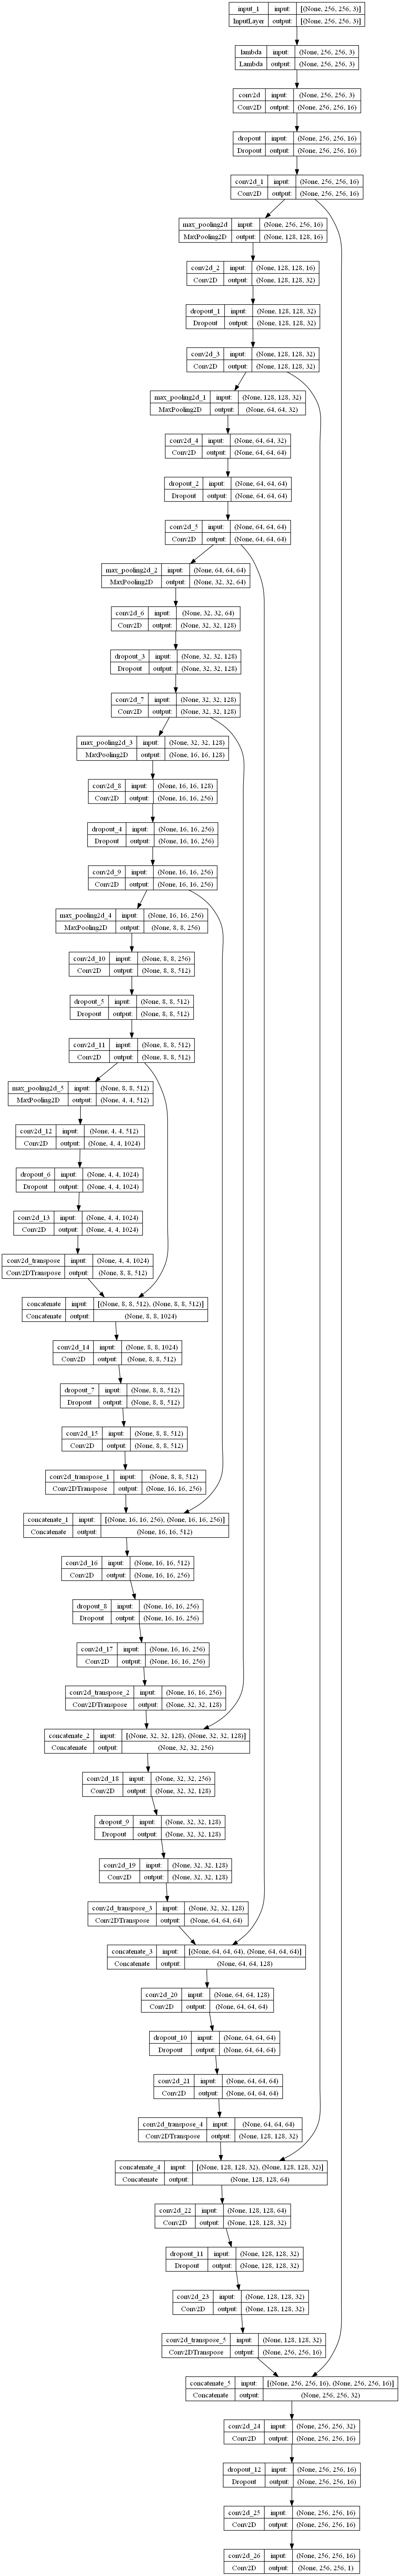 input_1 input: [(None, 256, 256, 3)]
InputLayer output: [(None, 256, 256, 3)]
lambda input: (None, 256, 256, 3)
Lambda output: (None, 256, 256, 3)
conv2d input: (None, 256, 256, 3)
Conv2D output: (None, 256, 256, 16)
dropout input: (None, 256, 256, 16)
Dropout output: (None, 256, 256, 16)
conv2d_1 input: (None, 256, 256, 16)
Conv2D output: (None, 256, 256, 16)
max_pooling2d input: (None, 256, 256, 16)
MaxPooling2D output: (None, 128, 128, 16)
conv2d_2 input: (None, 128, 128, 16)
Conv2D output: (None, 128, 128, 32)
dropout_1 input: (None, 128, 128, 32)
Dropout output: (None, 128, 128, 32)
conv2d_3 input: (None, 128, 128, 32)
Conv2D output: (None, 128, 128, 32)
max_pooling2d_1 input: (None, 128, 128, 32)
MaxPooling2D output: (None, 64, 64, 32)
conv2d_4 input: (None, 64, 64, 32)
Conv2D output: (None, 64, 64, 64)
dropout_2 input: (None, 64, 64, 64)
Dropout output: (None, 64, 64, 64)
conv2d_5 input: (None, 64, 64, 64)
Conv2D output: (None, 64, 64, 64)
max_pooling2d_2 input: (None, 64, 64, 64)
MaxPooling2D output: (None, 32, 32, 64)
conv2d_6 input: (None, 32, 32, 64)
Conv2D output: (None, 32, 32, 128)
dropout_3 input: (None, 32, 32, 128)
Dropout output: (None, 32, 32, 128)
conv2d_7 input: (None, 32, 32, 128)
Conv2D output: (None, 32, 32, 128)
max_pooling2d_3 input: (None, 32, 32, 128)
MaxPooling2D output: (None, 16, 16, 128)
conv2d_8 input: (None, 16, 16, 128)
Conv2D output: (None, 16, 16, 256)
dropout_4 input: (None, 16, 16, 256)
Dropout output: (None, 16, 16, 256)
conv2d_9 input: (None, 16, 16, 256)
Conv2D output: (None, 16, 16, 256)
max_pooling2d_4 input: (None, 16, 16, 256)
MaxPooling2D output: (None, 8, 8, 256)
conv2d_10 input: (None, 8, 8, 256)
Conv2D output: (None, 8, 8, 512)
dropout_5 input: (None, 8, 8, 512)
Dropout output: (None, 8, 8, 512)
conv2d_11 input: (None, 8, 8, 512)
Conv2D output: (None, 8, 8, 512)
max_pooling2d_5 input: (None, 8, 8, 512)
MaxPooling2D output: (None, 4, 4, 512)
conv2d_12 input: (None, 4, 4, 512)
Conv2D output: (None, 4, 4, 1024)
dropout_6 input: (None, 4, 4, 1024)
Dropout output: (None, 4, 4, 1024)
conv2d_13 input: (None, 4, 4, 1024)
Conv2D output: (None, 4, 4, 1024)
conv2d_transpose input: (None, 4, 4, 1024)
Conv2DTranspose output: (None, 8, 8, 512)
concatenate input: [(None, 8, 8, 512), (None, 8, 8, 512)]
Concatenate output: (None, 8, 8, 1024)
conv2d_14 input: (None, 8, 8, 1024)
Conv2D output: (None, 8, 8, 512)
dropout_7 input: (None, 8, 8, 512)
Dropout output: (None, 8, 8, 512)
conv2d_15 input: (None, 8, 8, 512)
Conv2D output: (None, 8, 8, 512)
conv2d_transpose_1 input: (None, 8, 8, 512)
Conv2DTranspose output: (None, 16, 16, 256)
concatenate_1 input: [(None, 16, 16, 256), (None, 16, 16, 256)]
Concatenate output: (None, 16, 16, 512)
conv2d_16 input: (None, 16, 16, 512)
Conv2D output: (None, 16, 16, 256)
dropout_8 input: (None, 16, 16, 256)
Dropout output: (None, 16, 16, 256)
conv2d_17 input: (None, 16, 16, 256)
Conv2D output: (None, 16, 16, 256)
conv2d_transpose_2 input: (None, 16, 16, 256)
Conv2DTranspose output: (None, 32, 32, 128)
concatenate_2 input: [(None, 32, 32, 128), (None, 32, 32, 128)]
Concatenate output: (None, 32, 32, 256)
conv2d_18 input: (None, 32, 32, 256)
Conv2D output: (None, 32, 32, 128)
dropout_9 input: (None, 32, 32, 128)
Dropout output: (None, 32, 32, 128)
conv2d_19 input: (None, 32, 32, 128)
Conv2D output: (None, 32, 32, 128)
conv2d_transpose_3 input: (None, 32, 32, 128)
Conv2DTranspose output: (None, 64, 64, 64)
concatenate_3 input: [(None, 64, 64, 64), (None, 64, 64, 64)]
Concatenate output: (None, 64, 64, 128)
conv2d_20 input: (None, 64, 64, 128)
Conv2D output: (None, 64, 64, 64)
dropout_10 input: (None, 64, 64, 64)
Dropout output: (None, 64, 64, 64)
conv2d_21 input: (None, 64, 64, 64)
Conv2D output: (None, 64, 64, 64)
conv2d_transpose_4 input: (None, 64, 64, 64)
Conv2DTranspose output: (None, 128, 128, 32)
concatenate_4 input: [(None, 128, 128, 32), (None, 128, 128, 32)]
Concatenate output: (None, 128, 128, 64)
conv2d_22 input: (None, 128, 128, 64)
Conv2D output: (None, 128, 128, 32)
dropout_11 input: (None, 128, 128, 32)
Dropout output: (None, 128, 128, 32)
conv2d_23 input: (None, 128, 128, 32)
Conv2D output: (None, 128, 128, 32)
conv2d_transpose_5 input: (None, 128, 128, 32)
Conv2DTranspose output: (None, 256, 256, 16)
concatenate_5 input: [(None, 256, 256, 16), (None, 256, 256, 16)]
Concatenate output: (None, 256, 256, 32)
conv2d_24 input: (None, 256, 256, 32)
Conv2D output: (None, 256, 256, 16)
dropout_12 input: (None, 256, 256, 16)
Dropout output: (None, 256, 256, 16)
conv2d_25 input: (None, 256, 256, 16)
Conv2D output: (None, 256, 256, 16)
conv2d_26 input: (None, 256, 256, 16)
Conv2D output: (None, 256, 256, 1)